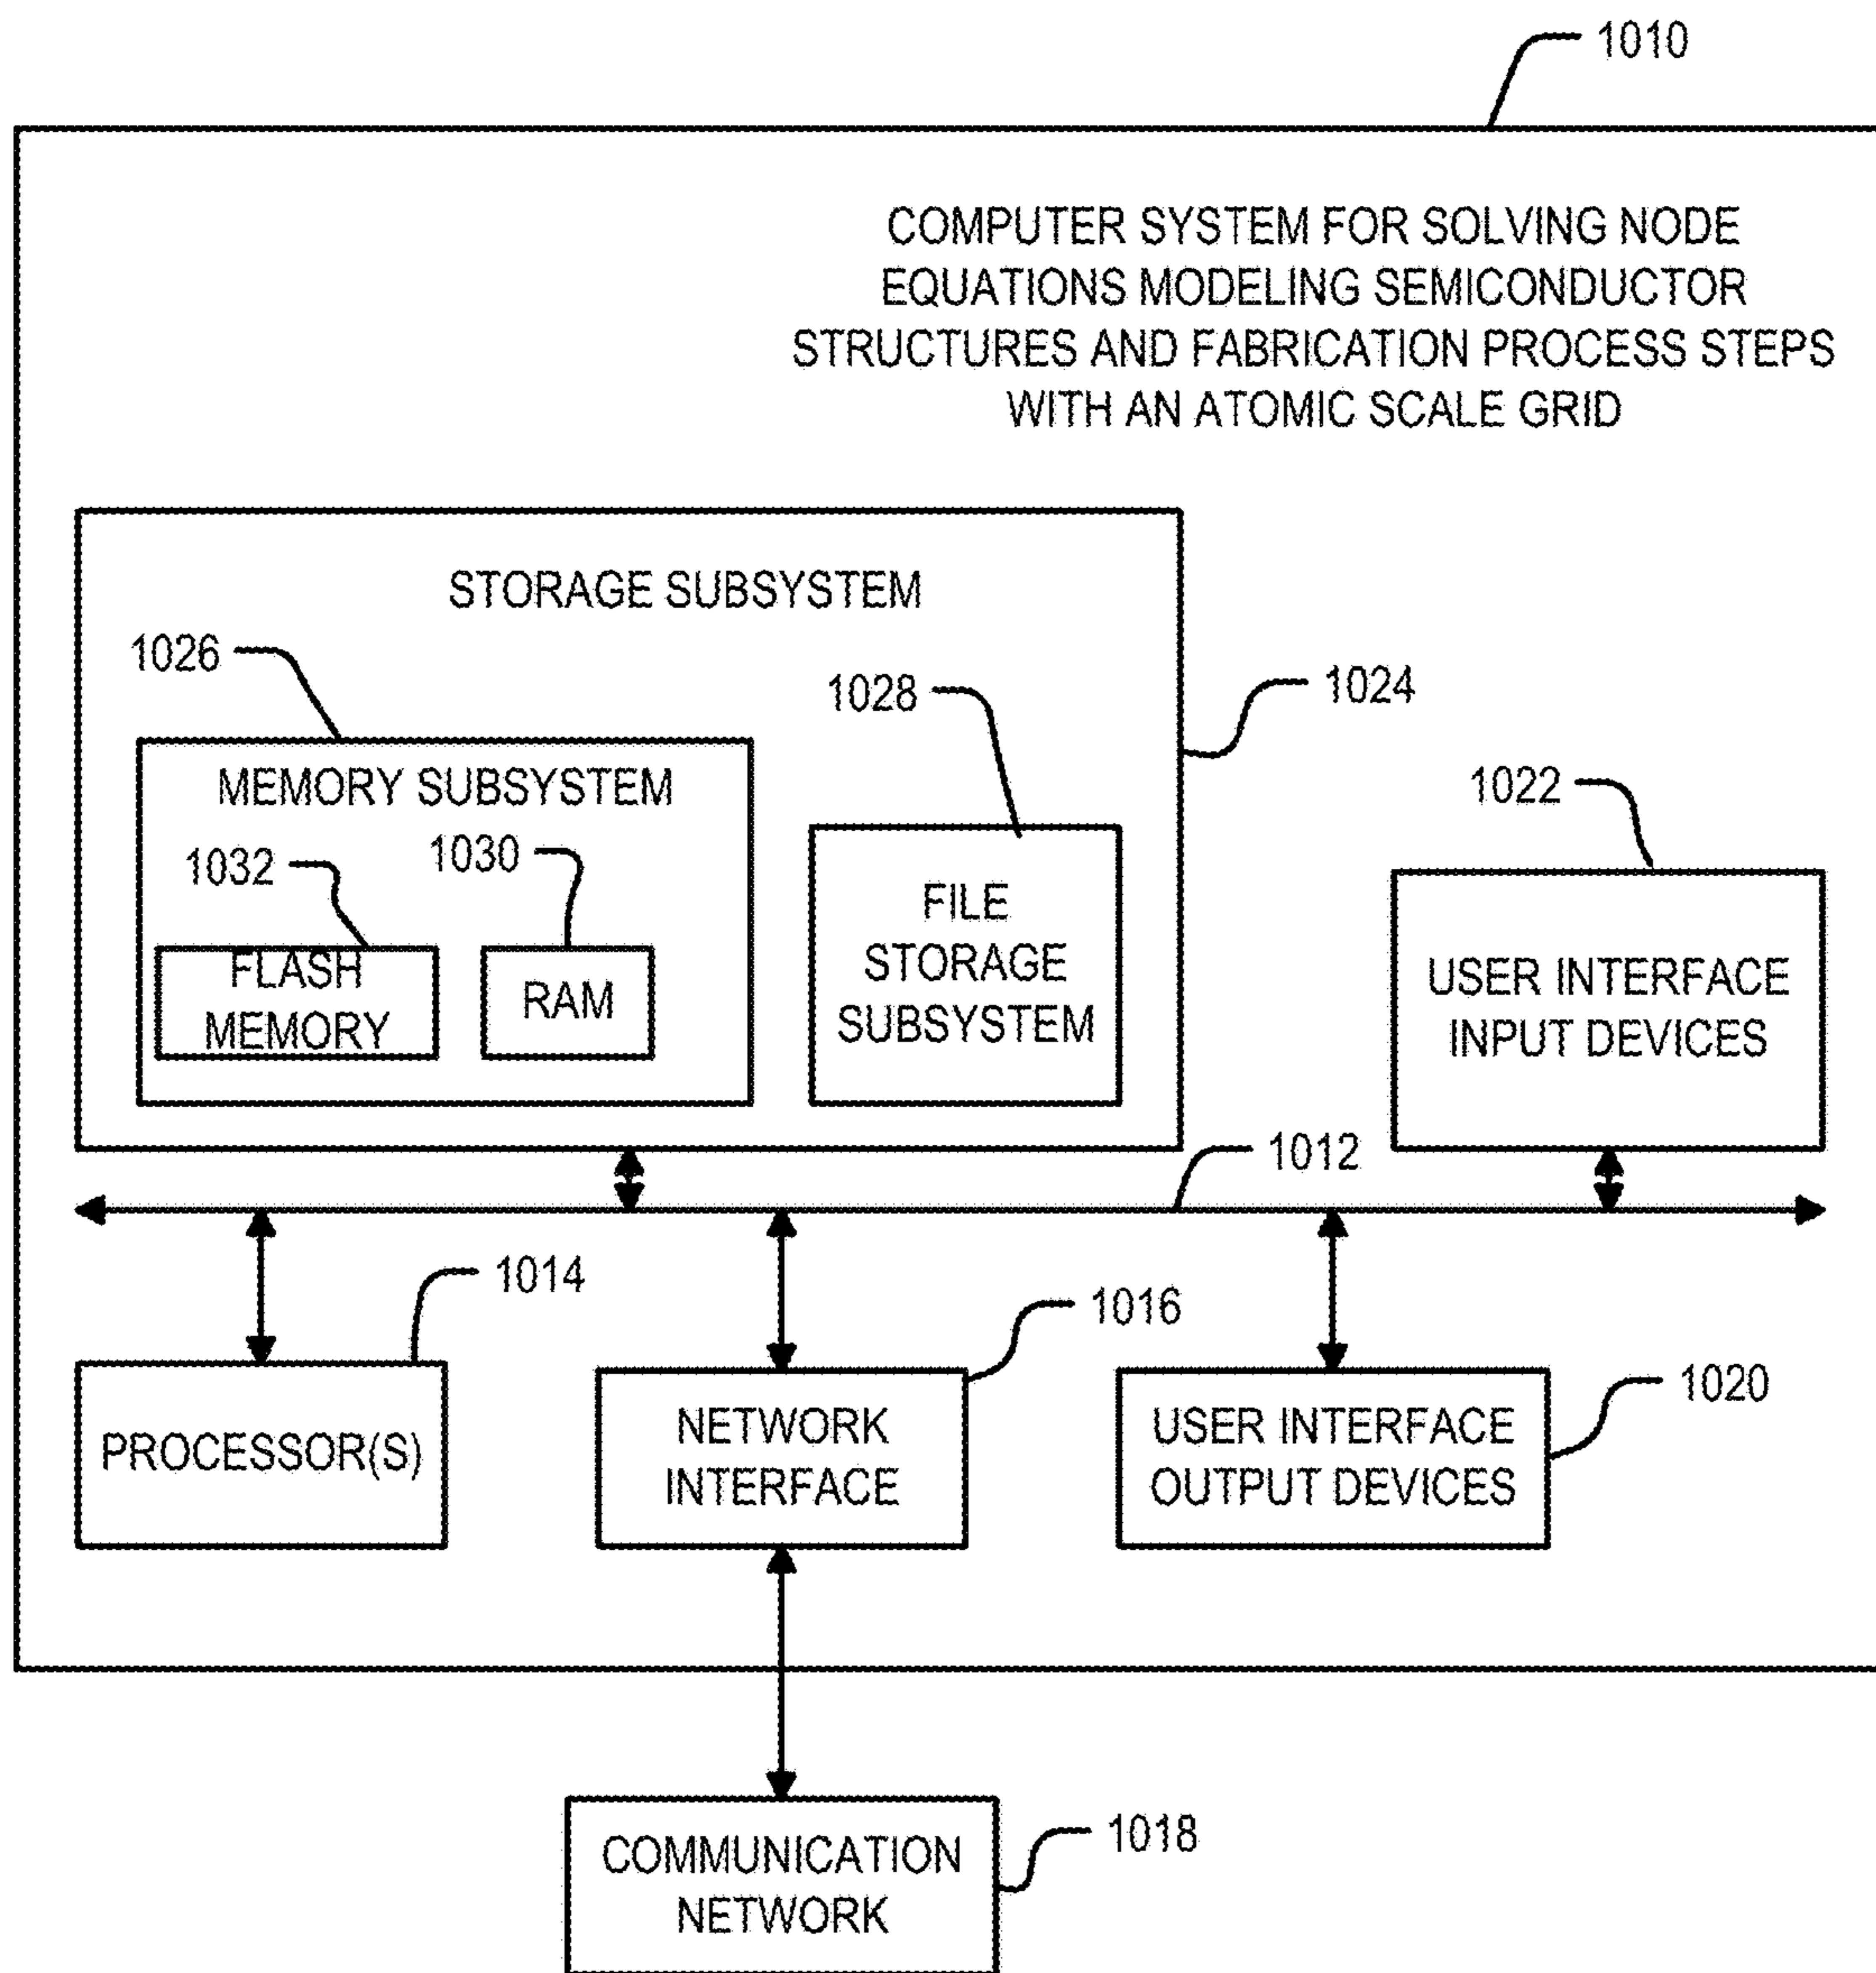 1010
COMPUTER SYSTEM FOR SOLVING NODE
EQUATIONS MODELING SEMICONDUCTOR
STRUCTURES AND FABRICATION PROCESS STEPS
WITH AN ATOMIC SCALE GRID
STORAGE SUBSYSTEM
1026
1028
1024
MEMORY SUBSYSTEM
1022
1032
1030
FLASH
MEMORY
RAM
FILE
STORAGE
SUBSYSTEM
USER INTERFACE
INPUT DEVICES
1012
1014
1016
1020
PROCESSOR(S)
NETWORK
INTERFACE
USER INTERFACE
OUTPUT DEVICES
1018
COMMUNICATION
NETWORK